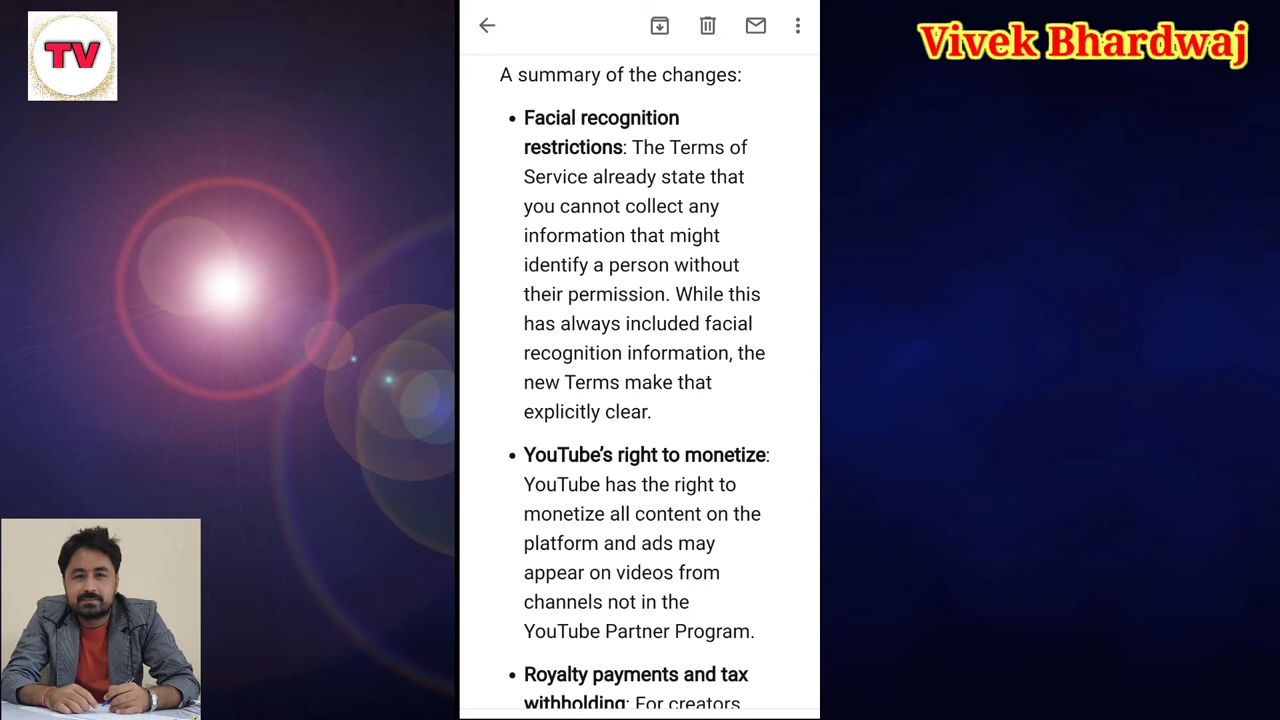 TV
Vivek Bhardwaj
A summary of the changes:
• Facial recognition
restrictions: The Terms of
Service already state that
you cannot collect any
information that might
identify a person without
their permission. While this
has always included facial
recognition information, the
new Terms make that
explicitly clear.
• YouTube’s right to monetize:
YouTube has the right to
monetize all content on the
platform and ads may
appear on videos from
channels not in the
YouTube Partner Program.
• Royalty payments and tax
withholding: For creators